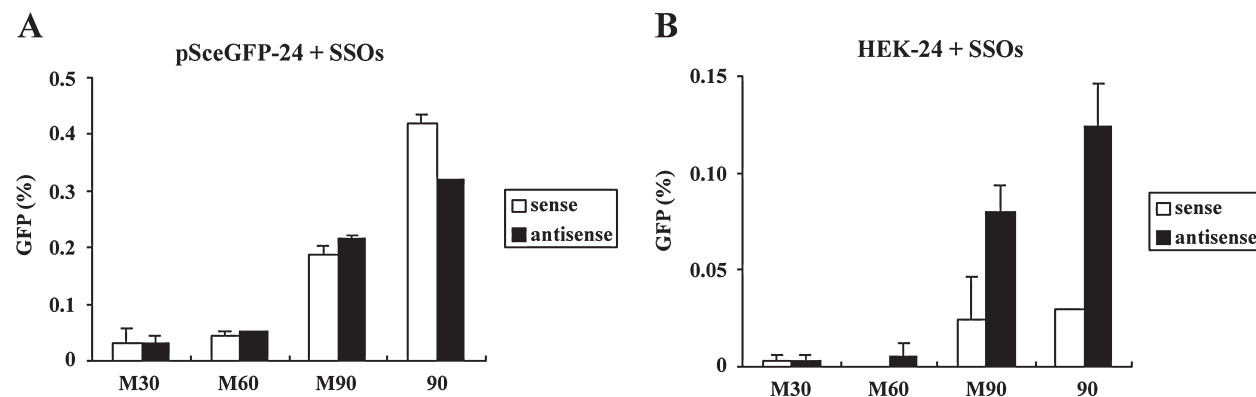 A
pSceGFP-24 + SSOs
GFP (%)
0.5
0.4
0.3
0.2
0.1
0
M30 M60 M90 90
sense
antisense
B
HEK-24 + SSOs
GFP (%)
0.15
0.10
0.05
0
M30 M60 M90 90
sense
antisense